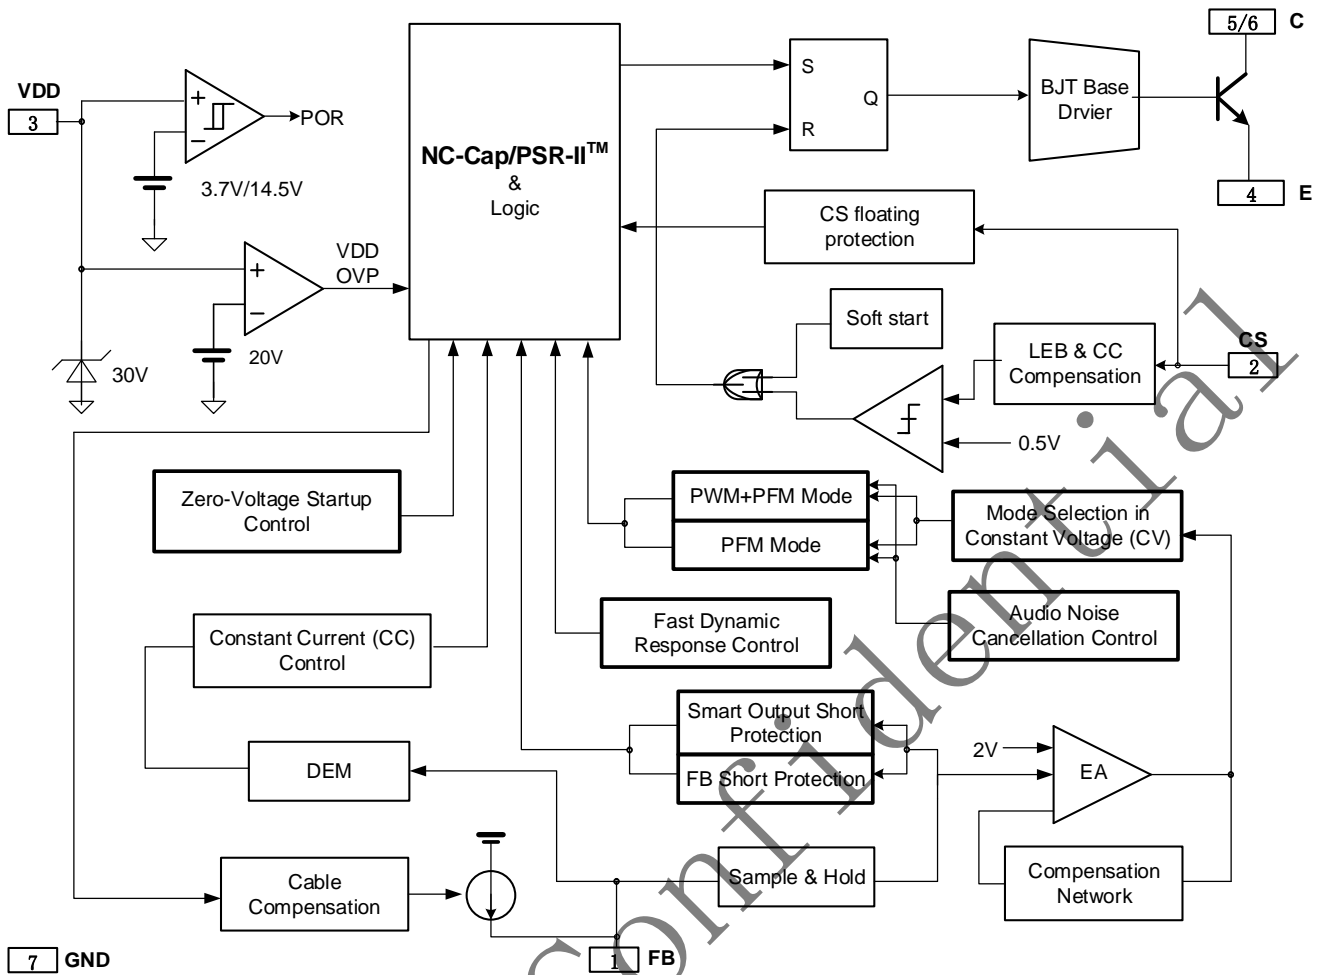 5/6 C
VDD
3
+
−
POR
3.7V/14.5V
NC-Cap/PSR-II™
&
Logic
S
R
Q
BJT Base
Drvier
4 E
CS floating
protection
VDD
OVP
+
−
20V
30V
Soft start
LEB & CC
Compensation
CS
2
0.5V
Zero-Voltage Startup
Control
PWM+PFM Mode
PFM Mode
Mode Selection in
Constant Voltage (CV)
Constant Current (CC)
Control
Fast Dynamic
Response Control
Audio Noise
Cancellation Control
Smart Output Short
Protection
FB Short Protection
DEM
2V
EA
Cable
Compensation
Sample & Hold
Compensation
Network
7 GND
1 FB
Confidential